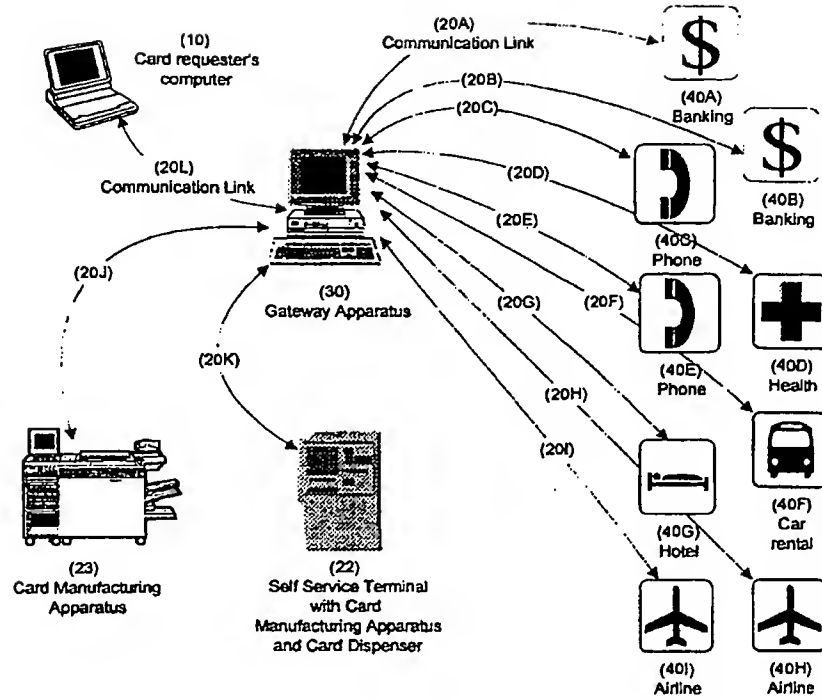 (10)
Card requester's
computer
(20A)
Communication Link
$
(40A)
Banking
(20B)
(20C)
$
(40B)
Banking
(20L)
Communication Link
(20D)
(40C)
Phone
(20E)
(20J)
(30)
Gateway Apparatus
(20G)
(20F)
(40E)
Phone
(40D)
Health
(20K)
(20H)
(20I)
(40F)
Car
rental
(40G)
Hotel
(23)
Card Manufacturing
Apparatus
(22)
Self Service Terminal
with Card
Manufacturing Apparatus
and Card Dispenser
(40I)
Airline
(40H)
Airline